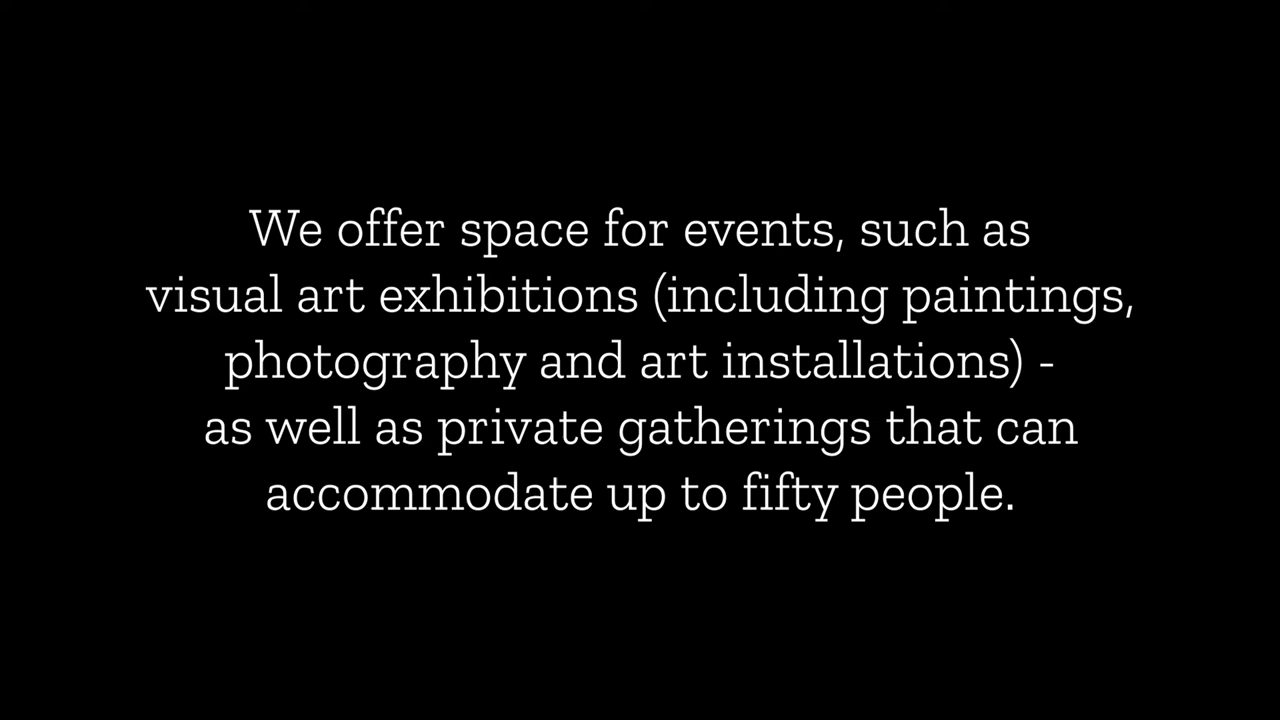 We offer space for events, such as
visual art exhibitions (including paintings,
photography and art installations) -
as well as private gatherings that can
accommodate up to fifty people.